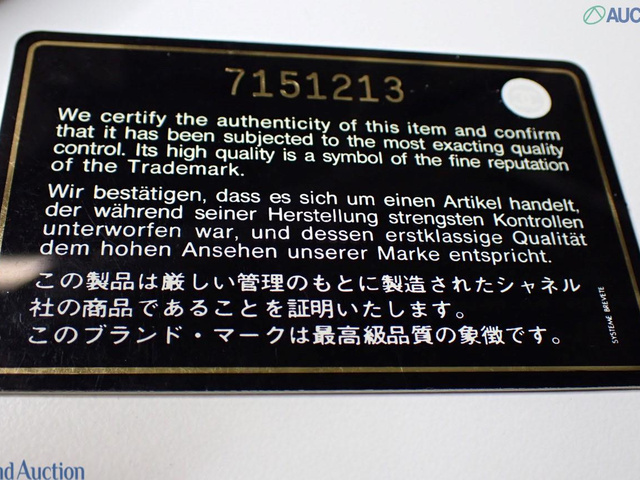 AUC
7151213
We certify the authenticity of this item and confirm
that it has been subjected to the most exacting quality
control. Its high quality is a symbol of the fine reputation
of the Trademark.
Wir bestätigen, dass es sich um einen Artikel handelt,
der während seiner Herstellung strengsten Kontrollen
unterworfen war, und dessen erstklassige Qualität
dem hohen Ansehen unserer Marke entspricht.
この製品は厳しい管理のもとに製造されたシャネル
社の商品であることを証明いたします。
このブランド・マークは最高級品質の象徴です。
SYSTEME BREVETE
nd Auction